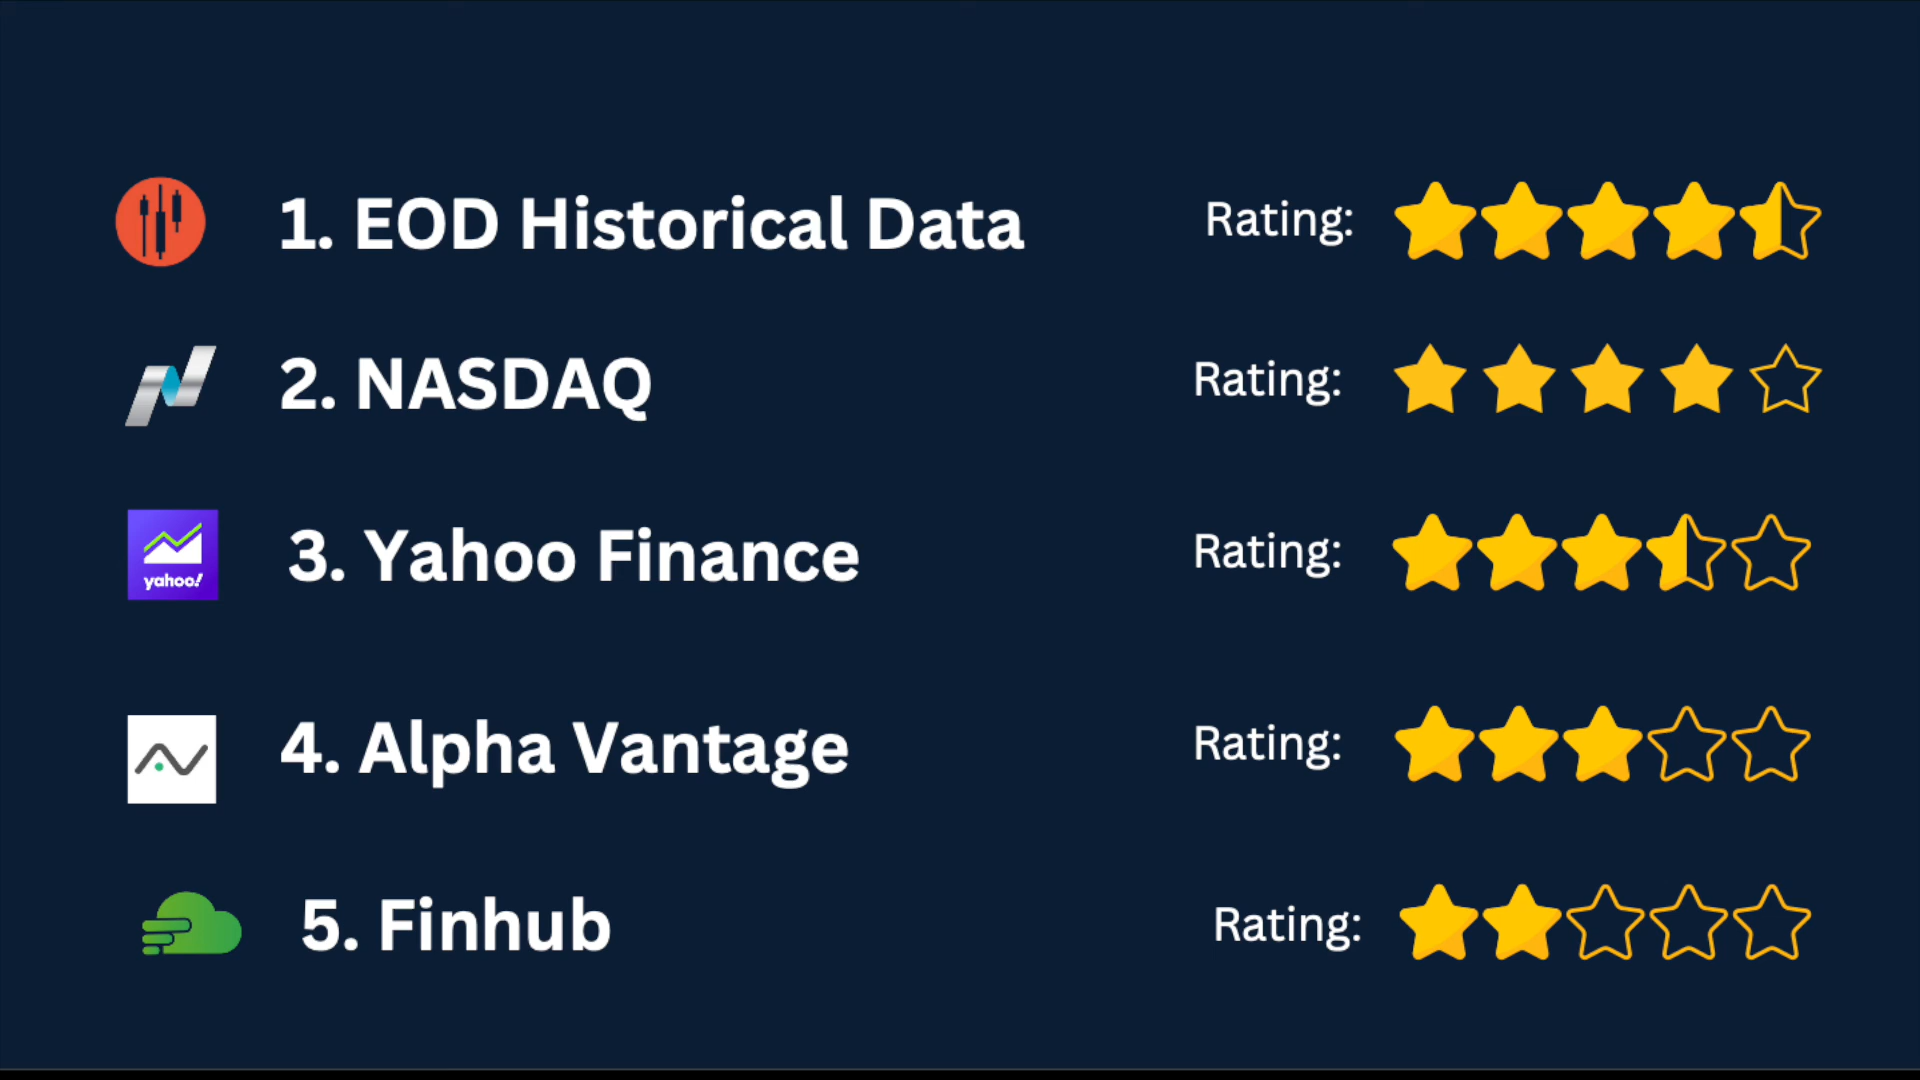 1. EOD Historical Data Rating:
2. NASDAQ Rating:
yahoo!
3. Yahoo Finance Rating:
4. Alpha Vantage Rating:
5. Finhub Rating: